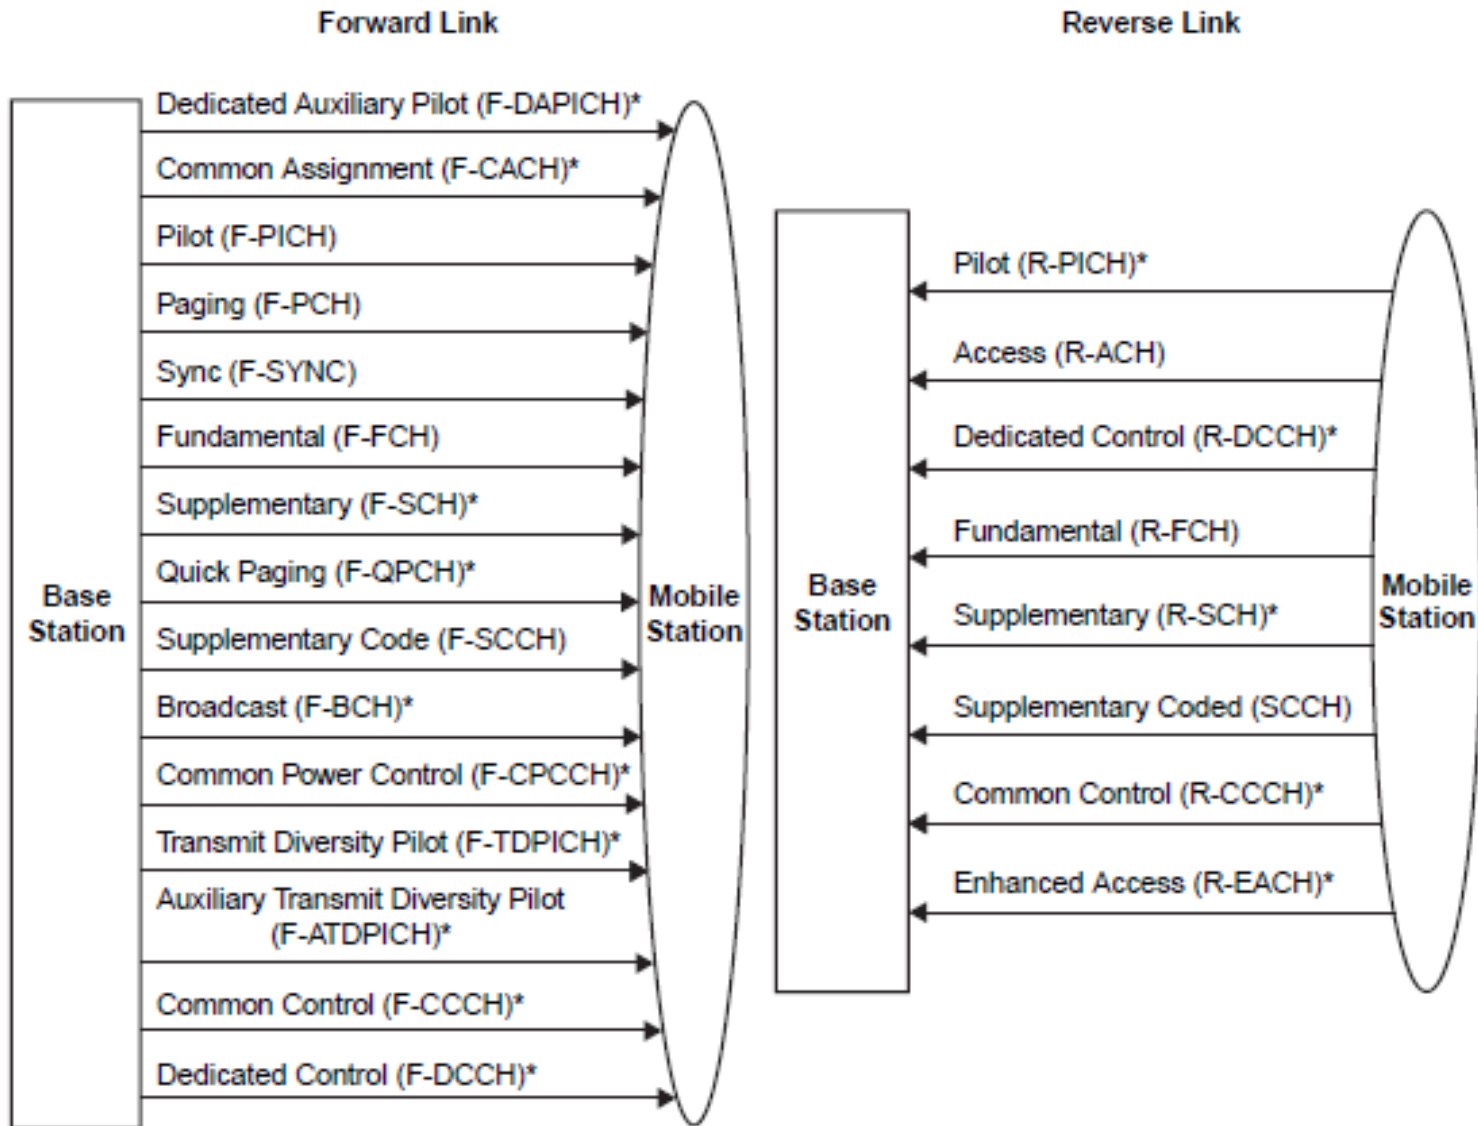 Forward Link
Dedicated Auxiliary Pilot (F-DAPICH)*
Common Assignment (F-CACH)*
Pilot (F-PICH)
Paging (F-PCH)
Sync (F-SYNC)
Fundamental (F-FCH)
Supplementary (F-SCH)*
Quick Paging (F-QPCH)*
Supplementary Code (F-SCCH)
Broadcast (F-BCH)*
Common Power Control (F-CPCCH)*
Transmit Diversity Pilot (F-TDPICH)*
Auxiliary Transmit Diversity Pilot
(F-ATDPICH)*
Common Control (F-CCCH)*
Dedicated Control (F-DCCH)*
Base
Station
Mobile
Station
Reverse Link
Pilot (R-PICH)*
Access (R-ACH)
Dedicated Control (R-DCCH)*
Fundamental (R-FCH)
Supplementary (R-SCH)*
Supplementary Coded (SCCH)
Common Control (R-CCCH)*
Enhanced Access (R-EACH)*
Base
Station
Mobile
Station